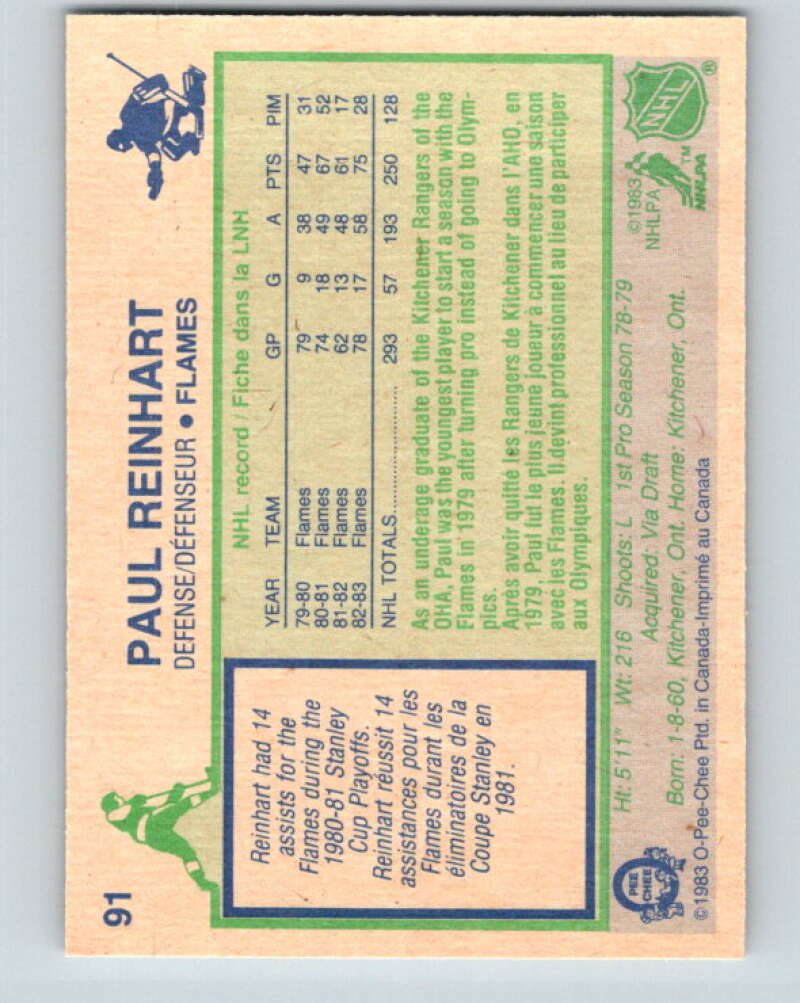 91
PAUL REINHART
DEFENSE/DÉFENSEUR • FLAMES
Reinhart had 14
assists for the
Flames during the
1980-81 Stanley
Cup Playoffs.
Reinhart réussit 14
assistances pour les
Flames durant les
éliminatoires de la
Coupe Stanley en
1981.
NHL record / Fiche dans la LNH
YEAR TEAM GP G A PTS PIM
79-80 Flames 79 9 38 47 31
80-81 Flames 74 18 49 67 52
81-82 Flames 62 13 48 61 17
82-83 Flames 78 17 58 75 28
NHL TOTALS.................... 293 57 193 250 128
As an underage graduate of the Kitchener Rangers of the
OHA, Paul was the youngest player to start a season with the
Flames in 1979 after turning pro instead of going to Olym-
pics.
Après avoir quitté les Rangers de Kitchener dans l'AHO, en
1979, Paul fut le plus jeune joueur à commencer une saison
avec les Flames. Il devint professionnel au lieu de participer
aux Olympiques.
Ht: 5'11" Wt: 216 Shoots: L 1st Pro Season 78-79
Acquired: Via Draft
Born: 1-8-60, Kitchener, Ont. Home: Kitchener, Ont.
©1983 O-Pee-Chee Ptd. in Canada-Imprimé au Canada
O PEE CHEE
©1983
NHLPA
NHLPA™
NHL®